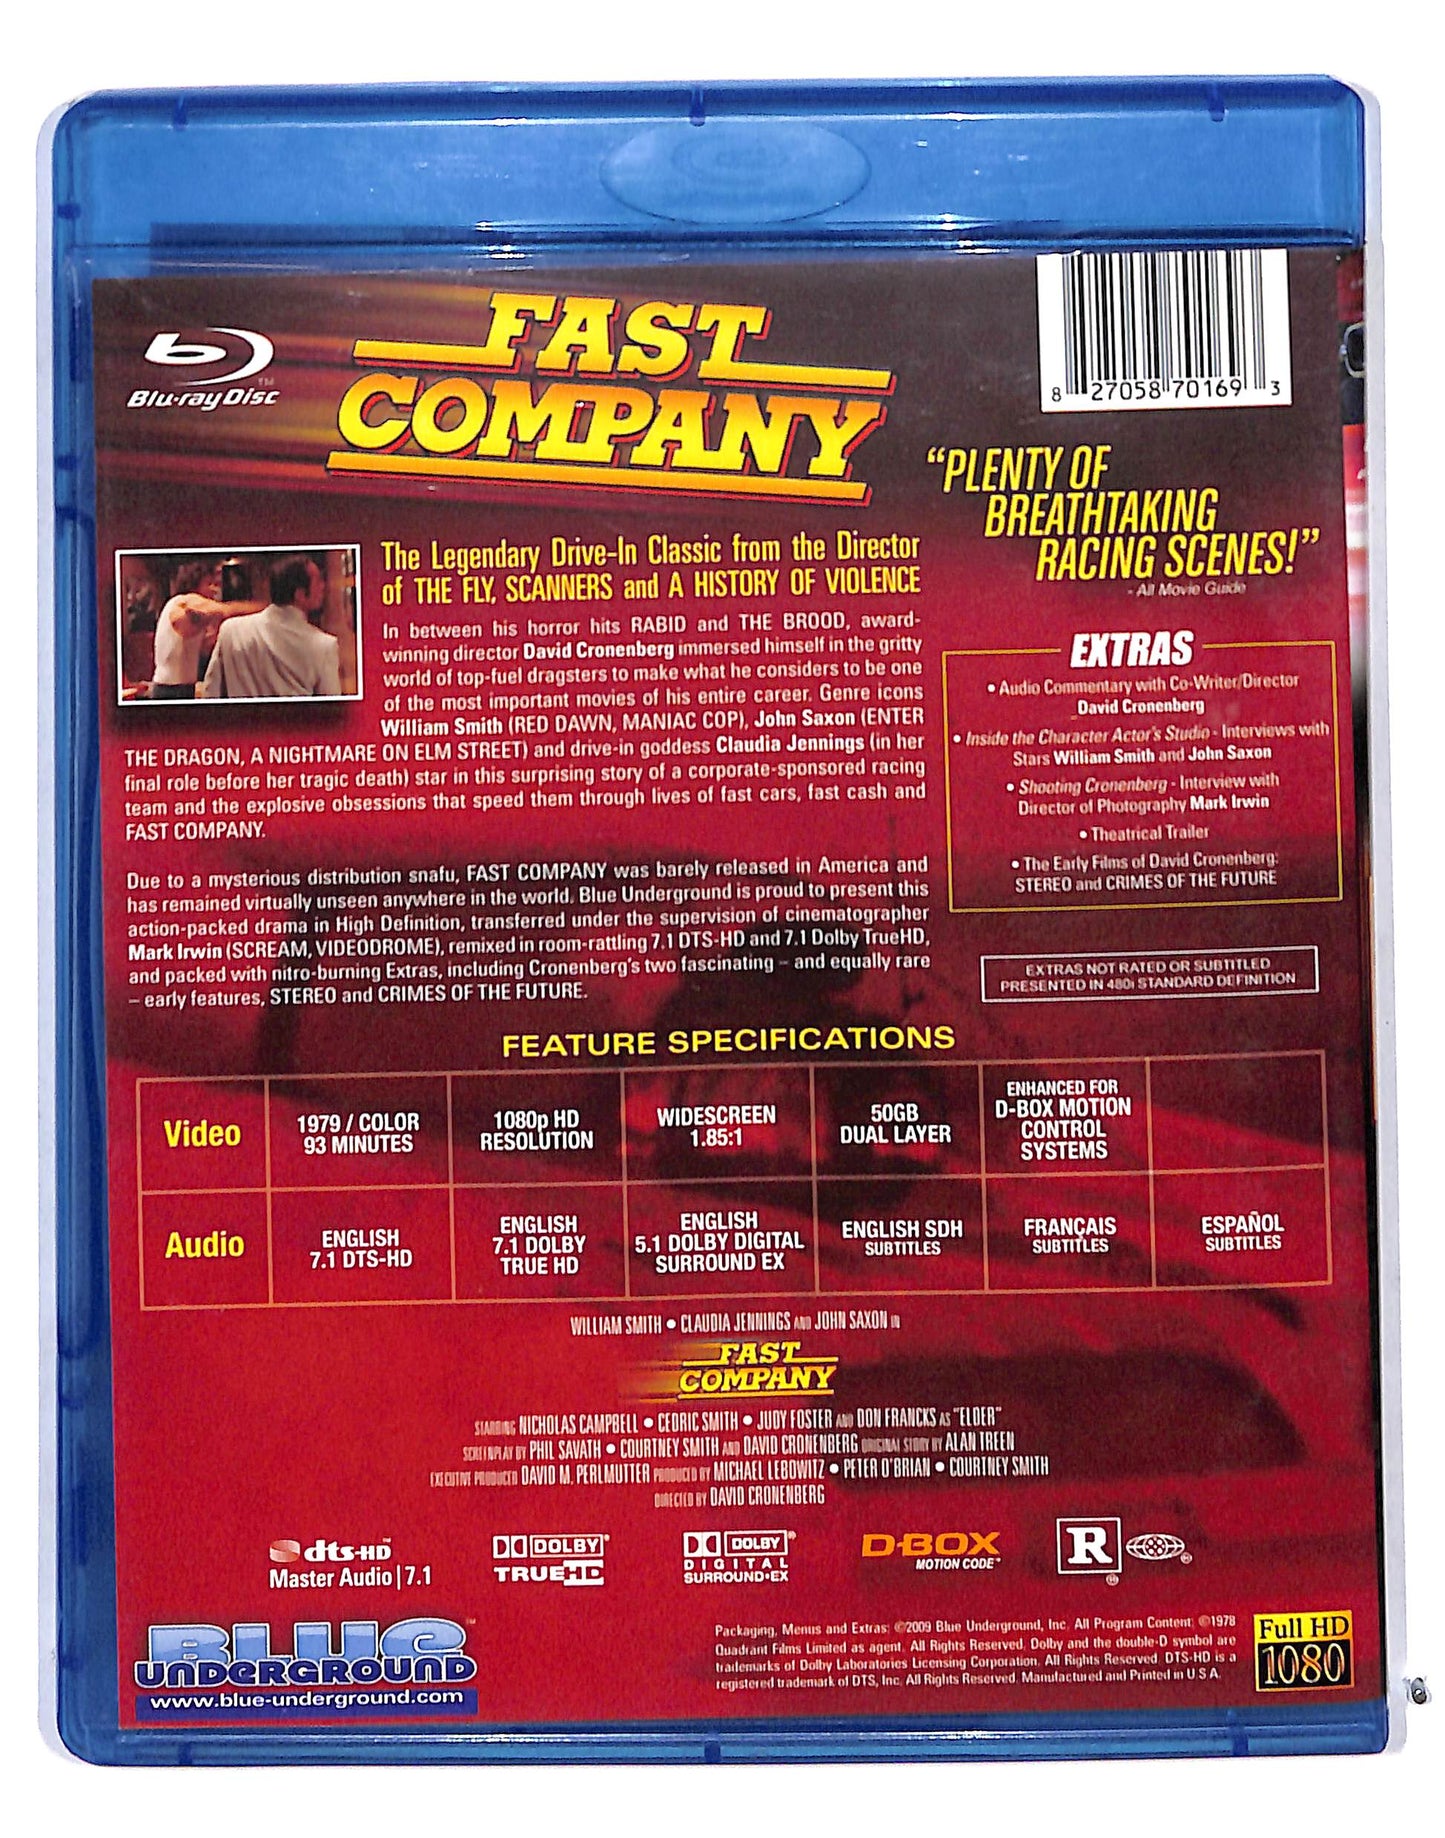 Blu-ray Disc™
FAST
COMPANY
8 27058 70169 3
"PLENTY OF
BREATHTAKING
RACING SCENES!"
- All Movie Guide
The Legendary Drive-In Classic from the Director
of THE FLY, SCANNERS and A HISTORY OF VIOLENCE
In between his horror hits RABID and THE BROOD, award-
winning director David Cronenberg immersed himself in the gritty
world of top-fuel dragsters to make what he considers to be one
of the most important movies of his entire career. Genre icons
William Smith (RED DAWN, MANIAC COP), John Saxon (ENTER
THE DRAGON, A NIGHTMARE ON ELM STREET) and drive-in goddess Claudia Jennings (in her
final role before her tragic death) star in this surprising story of a corporate-sponsored racing
team and the explosive obsessions that speed them through lives of fast cars, fast cash and
FAST COMPANY.
Due to a mysterious distribution snafu, FAST COMPANY was barely released in America and
has remained virtually unseen anywhere in the world. Blue Underground is proud to present this
action-packed drama in High Definition, transferred under the supervision of cinematographer
Mark Irwin (SCREAM, VIDEODROME), remixed in room-rattling 7.1 DTS-HD and 7.1 Dolby TrueHD,
and packed with nitro-burning Extras, including Cronenberg's two fascinating – and equally rare
– early features, STEREO and CRIMES OF THE FUTURE.
EXTRAS
• Audio Commentary with Co-Writer/Director
David Cronenberg
• Inside the Character Actor's Studio - Interviews with
Stars William Smith and John Saxon
• Shooting Cronenberg - Interview with
Director of Photography Mark Irwin
• Theatrical Trailer
• The Early Films of David Cronenberg:
STEREO and CRIMES OF THE FUTURE
EXTRAS NOT RATED OR SUBTITLED
PRESENTED IN 480i STANDARD DEFINITION
FEATURE SPECIFICATIONS
Video
1979 / COLOR
93 MINUTES
1080p HD
RESOLUTION
WIDESCREEN
1.85:1
50GB
DUAL LAYER
ENHANCED FOR
D-BOX MOTION
CONTROL
SYSTEMS
Audio
ENGLISH
7.1 DTS-HD
ENGLISH
7.1 DOLBY
TRUE HD
ENGLISH
5.1 DOLBY DIGITAL
SURROUND EX
ENGLISH SDH
SUBTITLES
FRANÇAIS
SUBTITLES
ESPAÑOL
SUBTITLES
WILLIAM SMITH • CLAUDIA JENNINGS AND JOHN SAXON IN
FAST
COMPANY
STARRING NICHOLAS CAMPBELL • CEDRIC SMITH • JUDY FOSTER AND DON FRANCKS AS "ELDER"
SCREENPLAY BY PHIL SAVATH • COURTNEY SMITH AND DAVID CRONENBERG ORIGINAL STORY BY ALAN TREEN
EXECUTIVE PRODUCER DAVID M. PERLMUTTER PRODUCED BY MICHAEL LEBOWITZ • PETER O'BRIAN • COURTNEY SMITH
DIRECTED BY DAVID CRONENBERG
dts-HD™
Master Audio | 7.1
DOLBY®
TRUEHD
DOLBY®
DIGITAL
SURROUND•EX
D-BOX
MOTION CODE™
R
®
®
BLUE™
UNDERGROUND
www.blue-underground.com
Packaging, Menus and Extras: ©2009 Blue Underground, Inc. All Program Content: ©1978
Quadrant Films Limited as agent. All Rights Reserved. Dolby and the double-D symbol are
trademarks of Dolby Laboratories Licensing Corporation. All Rights Reserved. DTS-HD is a
registered trademark of DTS, Inc. All Rights Reserved. Manufactured and Printed in U.S.A.
Full HD
1080